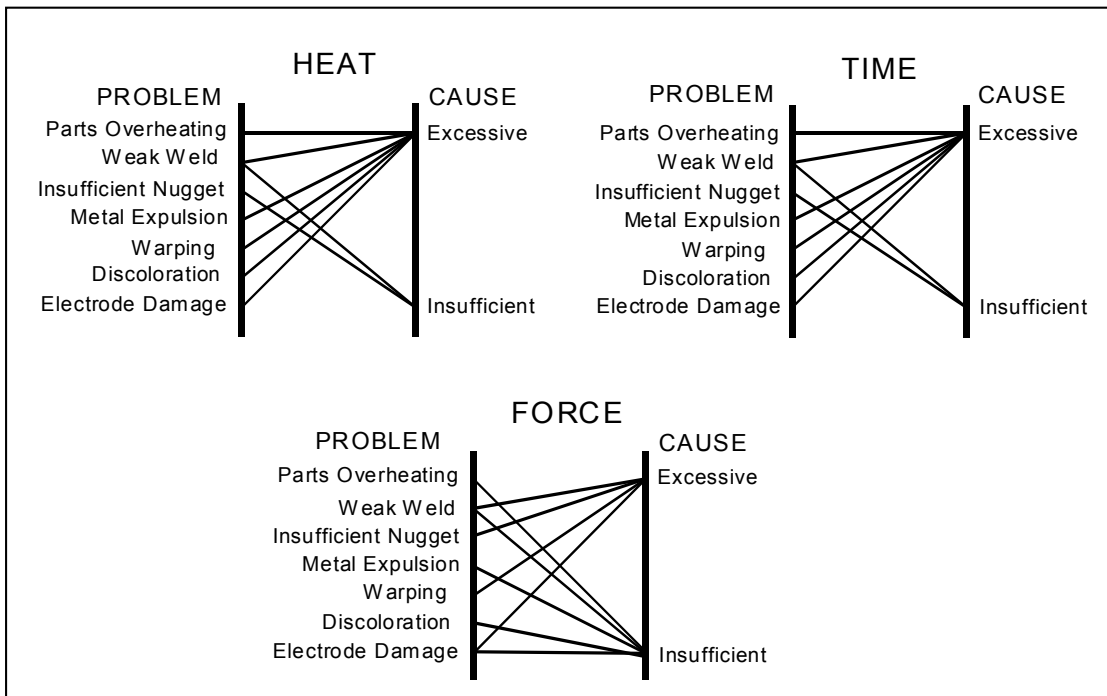 HEAT
PROBLEM
CAUSE
Parts Overheating
Excessive
Weak Weld
Insufficient Nugget
Metal Expulsion
Warping
Discoloration
Electrode Damage
Insufficient
TIME
PROBLEM
CAUSE
Parts Overheating
Excessive
Weak Weld
Insufficient Nugget
Metal Expulsion
Warping
Discoloration
Electrode Damage
Insufficient
FORCE
PROBLEM
CAUSE
Parts Overheating
Excessive
Weak Weld
Insufficient Nugget
Metal Expulsion
Warping
Discoloration
Electrode Damage
Insufficient